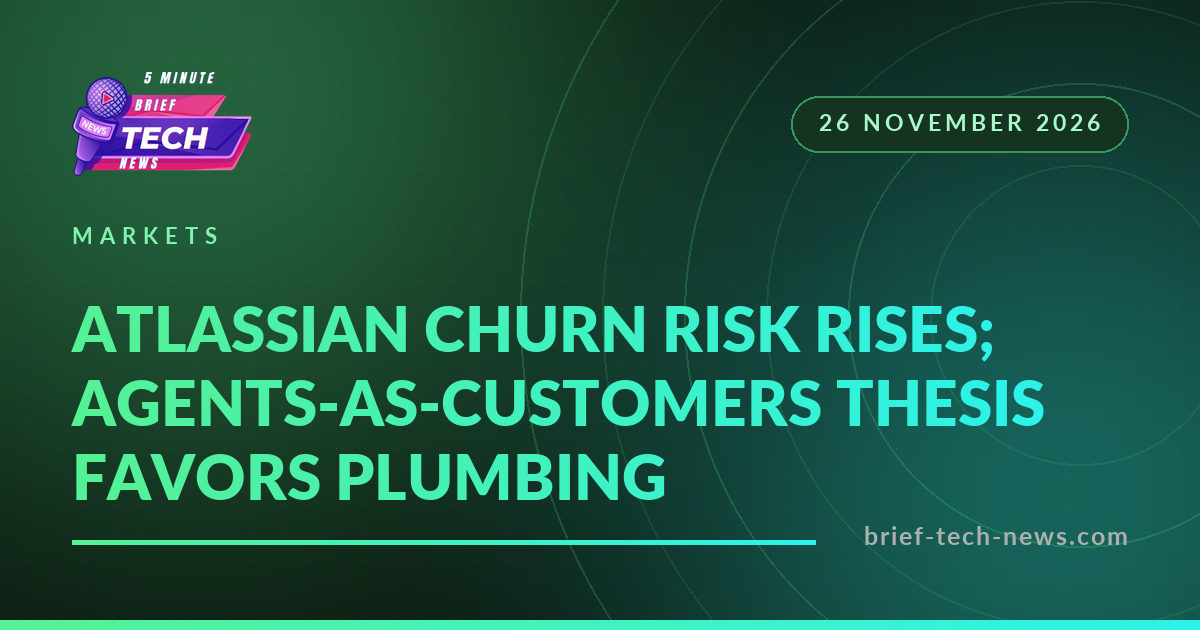 5 MINUTE
BRIEF
NEWS
TECH
NEWS
26 NOVEMBER 2026
MARKETS
ATLASSIAN CHURN RISK RISES;
AGENTS-AS-CUSTOMERS THESIS
FAVORS PLUMBING
brief-tech-news.com